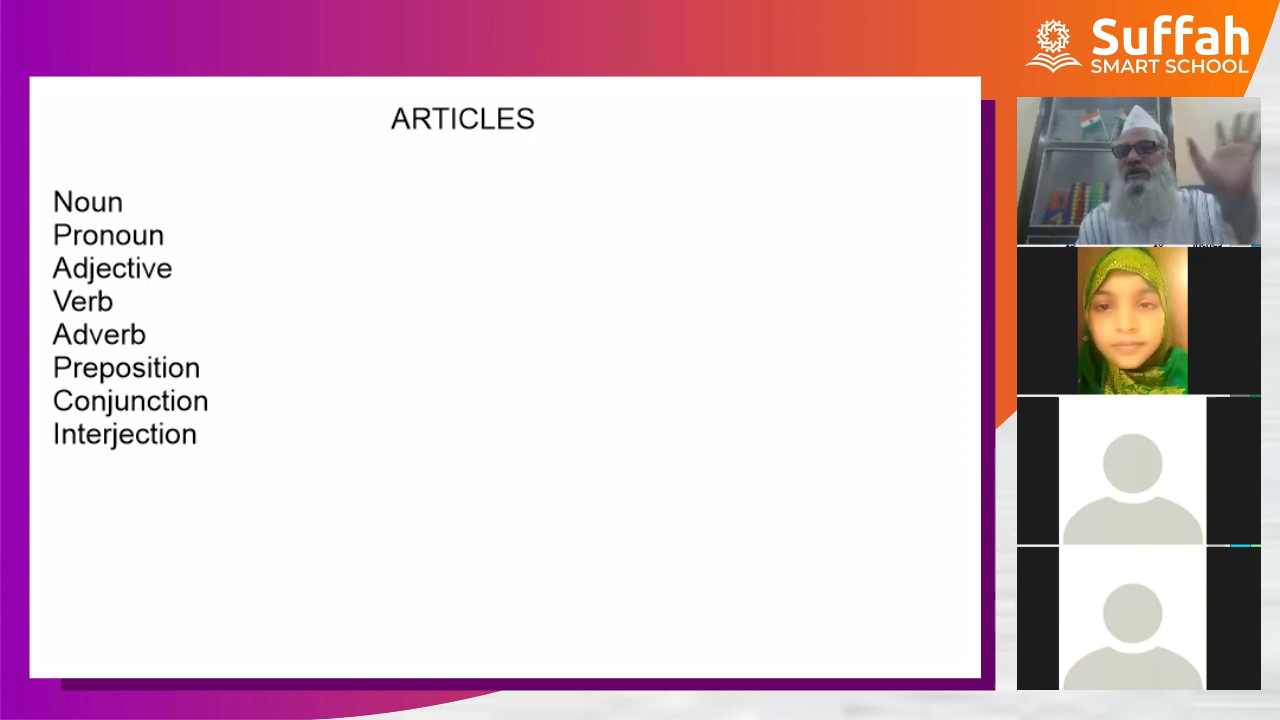 Suffah
SMART SCHOOL
ARTICLES
Noun
Pronoun
Adjective
Verb
Adverb
Preposition
Conjunction
Interjection